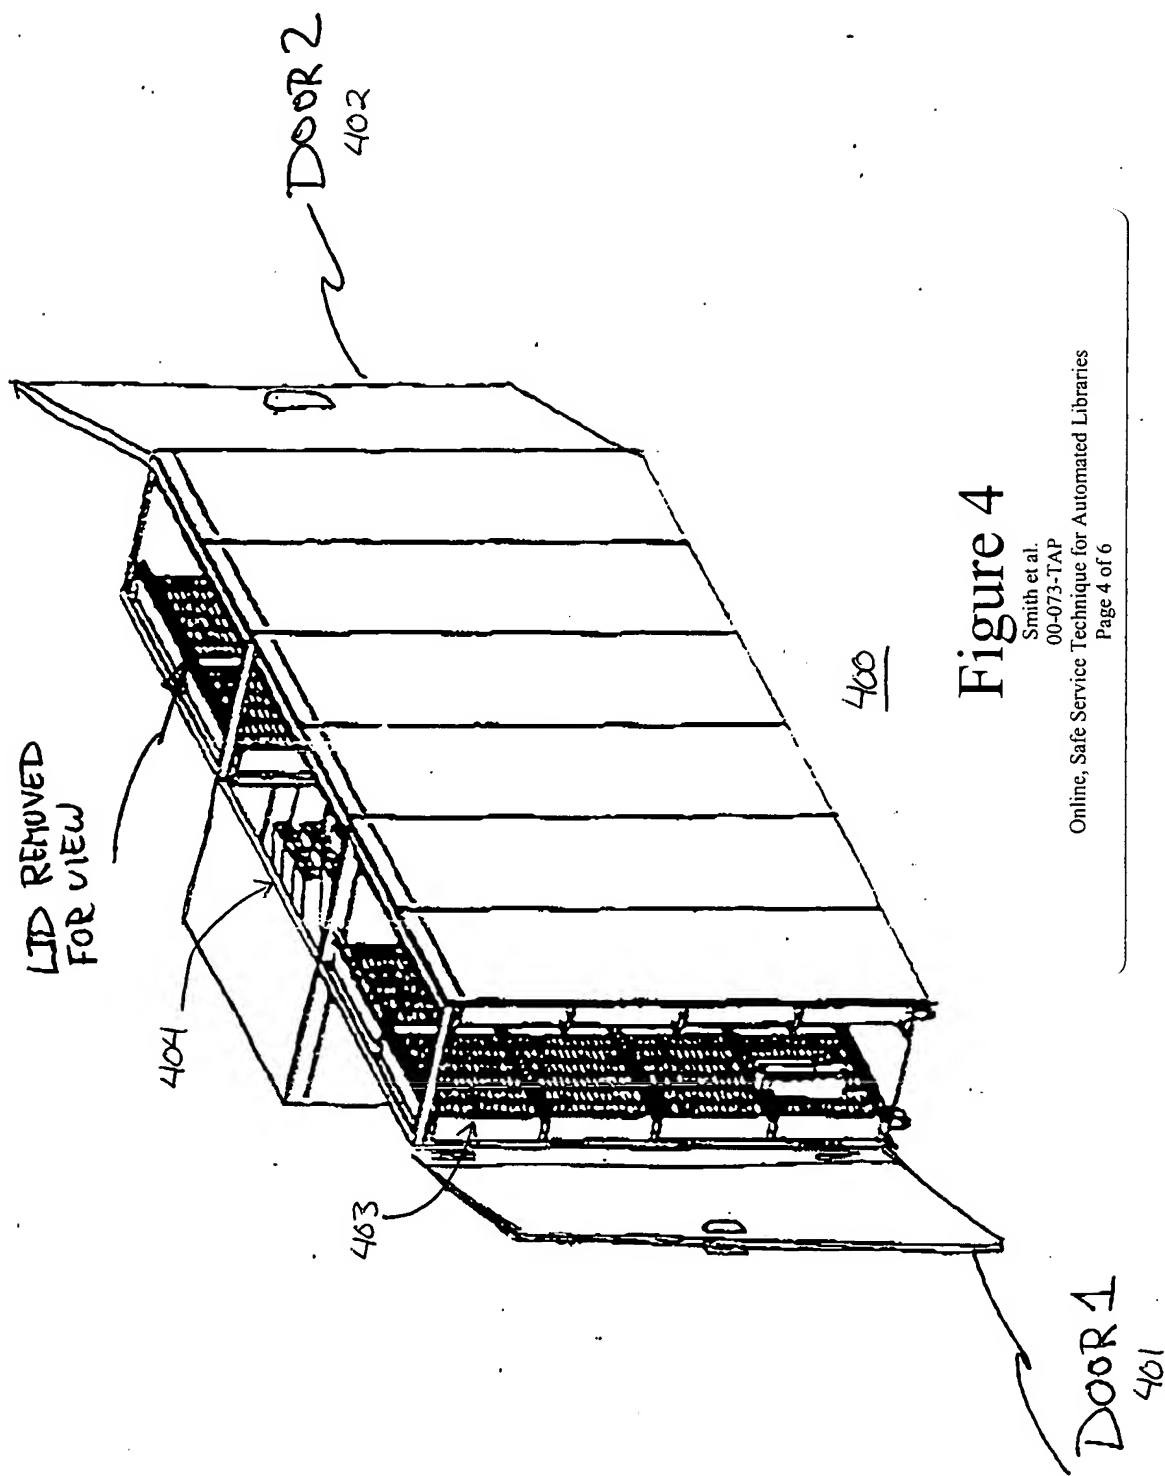 LID REMOVED
FOR VIEW
404
403
DOOR 2
402
DOOR 1
401
400
Figure 4
Smith et al.
00-073-TAP
Online, Safe Service Technique for Automated Libraries
Page 4 of 6